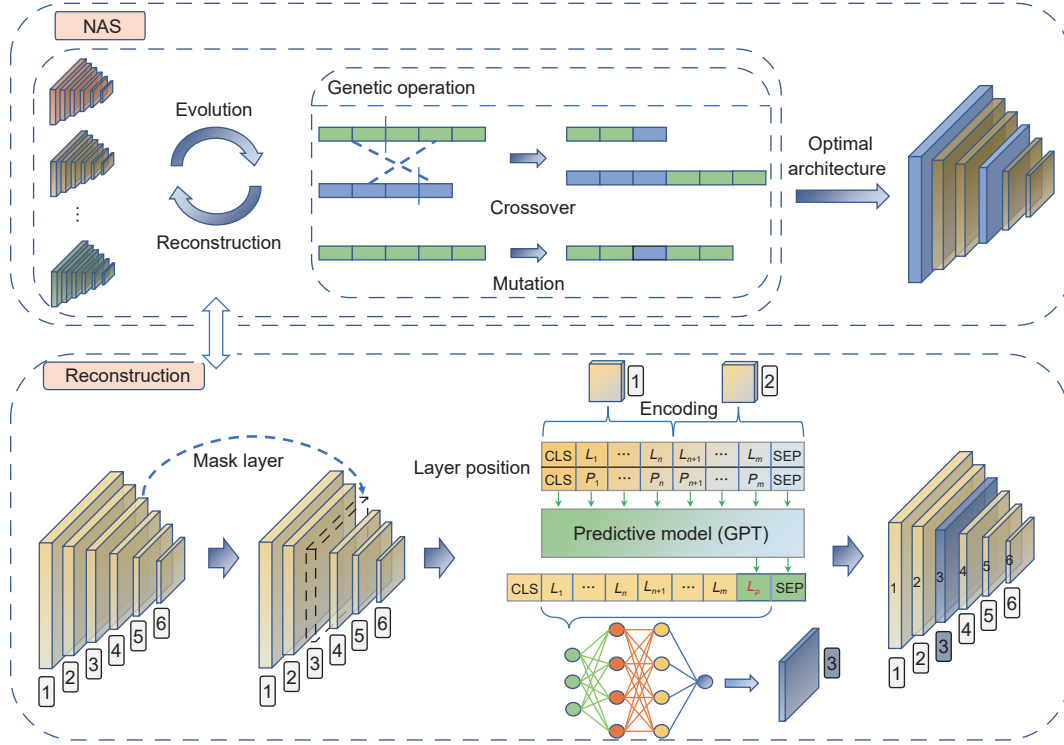 NAS
Genetic operation
Evolution
Reconstruction
⋮
Crossover
Mutation
Optimal
architecture
Reconstruction
1
2
Encoding
Mask layer
Layer position
CLS L1 ··· Ln Ln+1 ··· Lm SEP
CLS P1 ··· Pn Pn+1 ··· Pm SEP
Predictive model (GPT)
CLS L1 ··· Ln Ln+1 ··· Lm Lp SEP
1 2 3 4 5 6
1 2 3 4 5 6
3
1 2 3 4 5 6
1 2 3 4 5 6